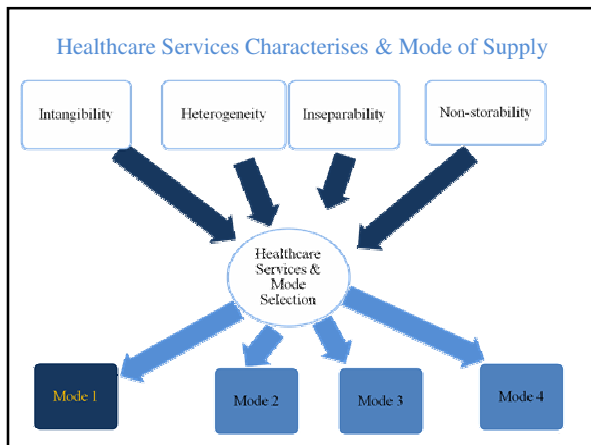 Healthcare Services Characterises & Mode of Supply
Intangibility
Heterogeneity
Inseparability
Non-storability
Healthcare
Services &
Mode
Selection
Mode 1
Mode 2
Mode 3
Mode 4